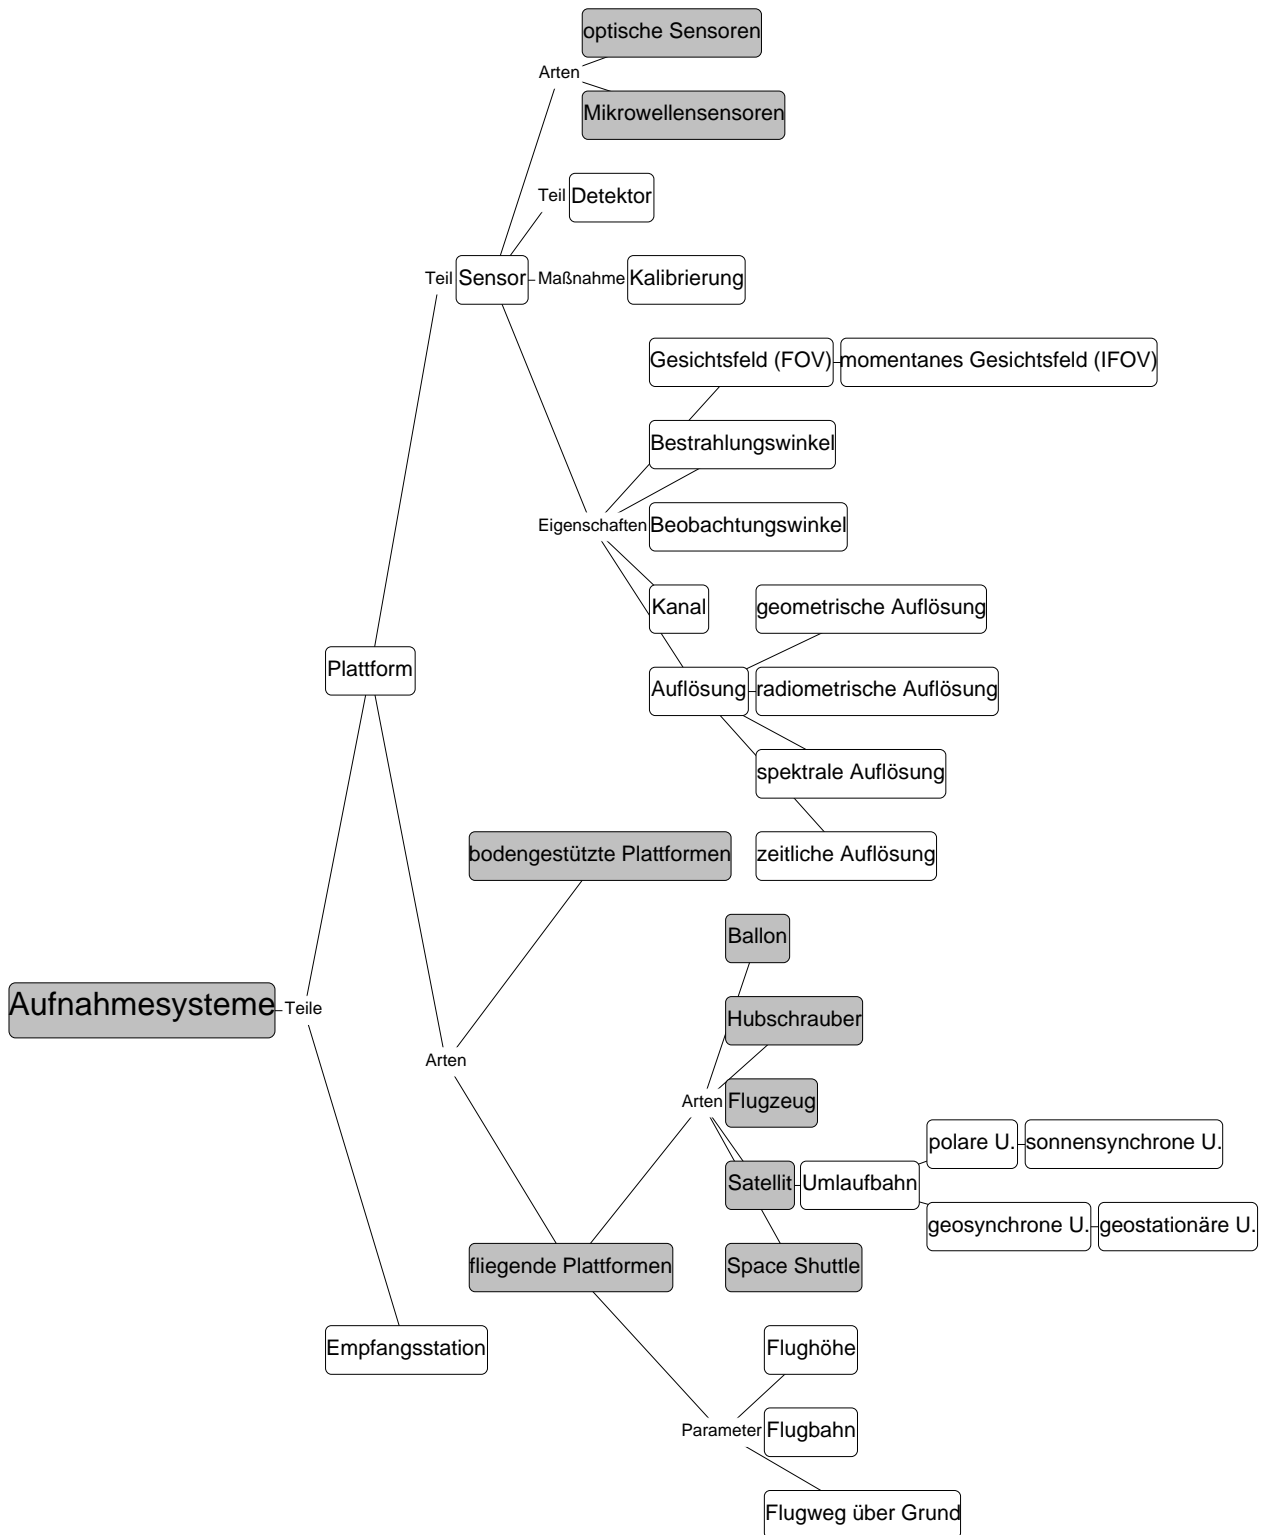 optische Sensoren
Arten
Mikrowellensensoren
Teil Detektor
Teil Sensor Maßnahme Kalibrierung
Gesichtsfeld (FOV) momentanes Gesichtsfeld (IFOV)
Bestrahlungswinkel
Eigenschaften Beobachtungswinkel
Kanal geometrische Auflösung
Plattform
Auflösung radiometrische Auflösung
spektrale Auflösung
bodengestützte Plattformen zeitliche Auflösung
Ballon
Aufnahmesysteme Teile
Hubschrauber
Arten
Arten Flugzeug
polare U. sonnensynchrone U.
Satellit Umlaufbahn
geosynchrone U. geostationäre U.
fliegende Plattformen Space Shuttle
Empfangsstation Flughöhe
Parameter Flugbahn
Flugweg über Grund